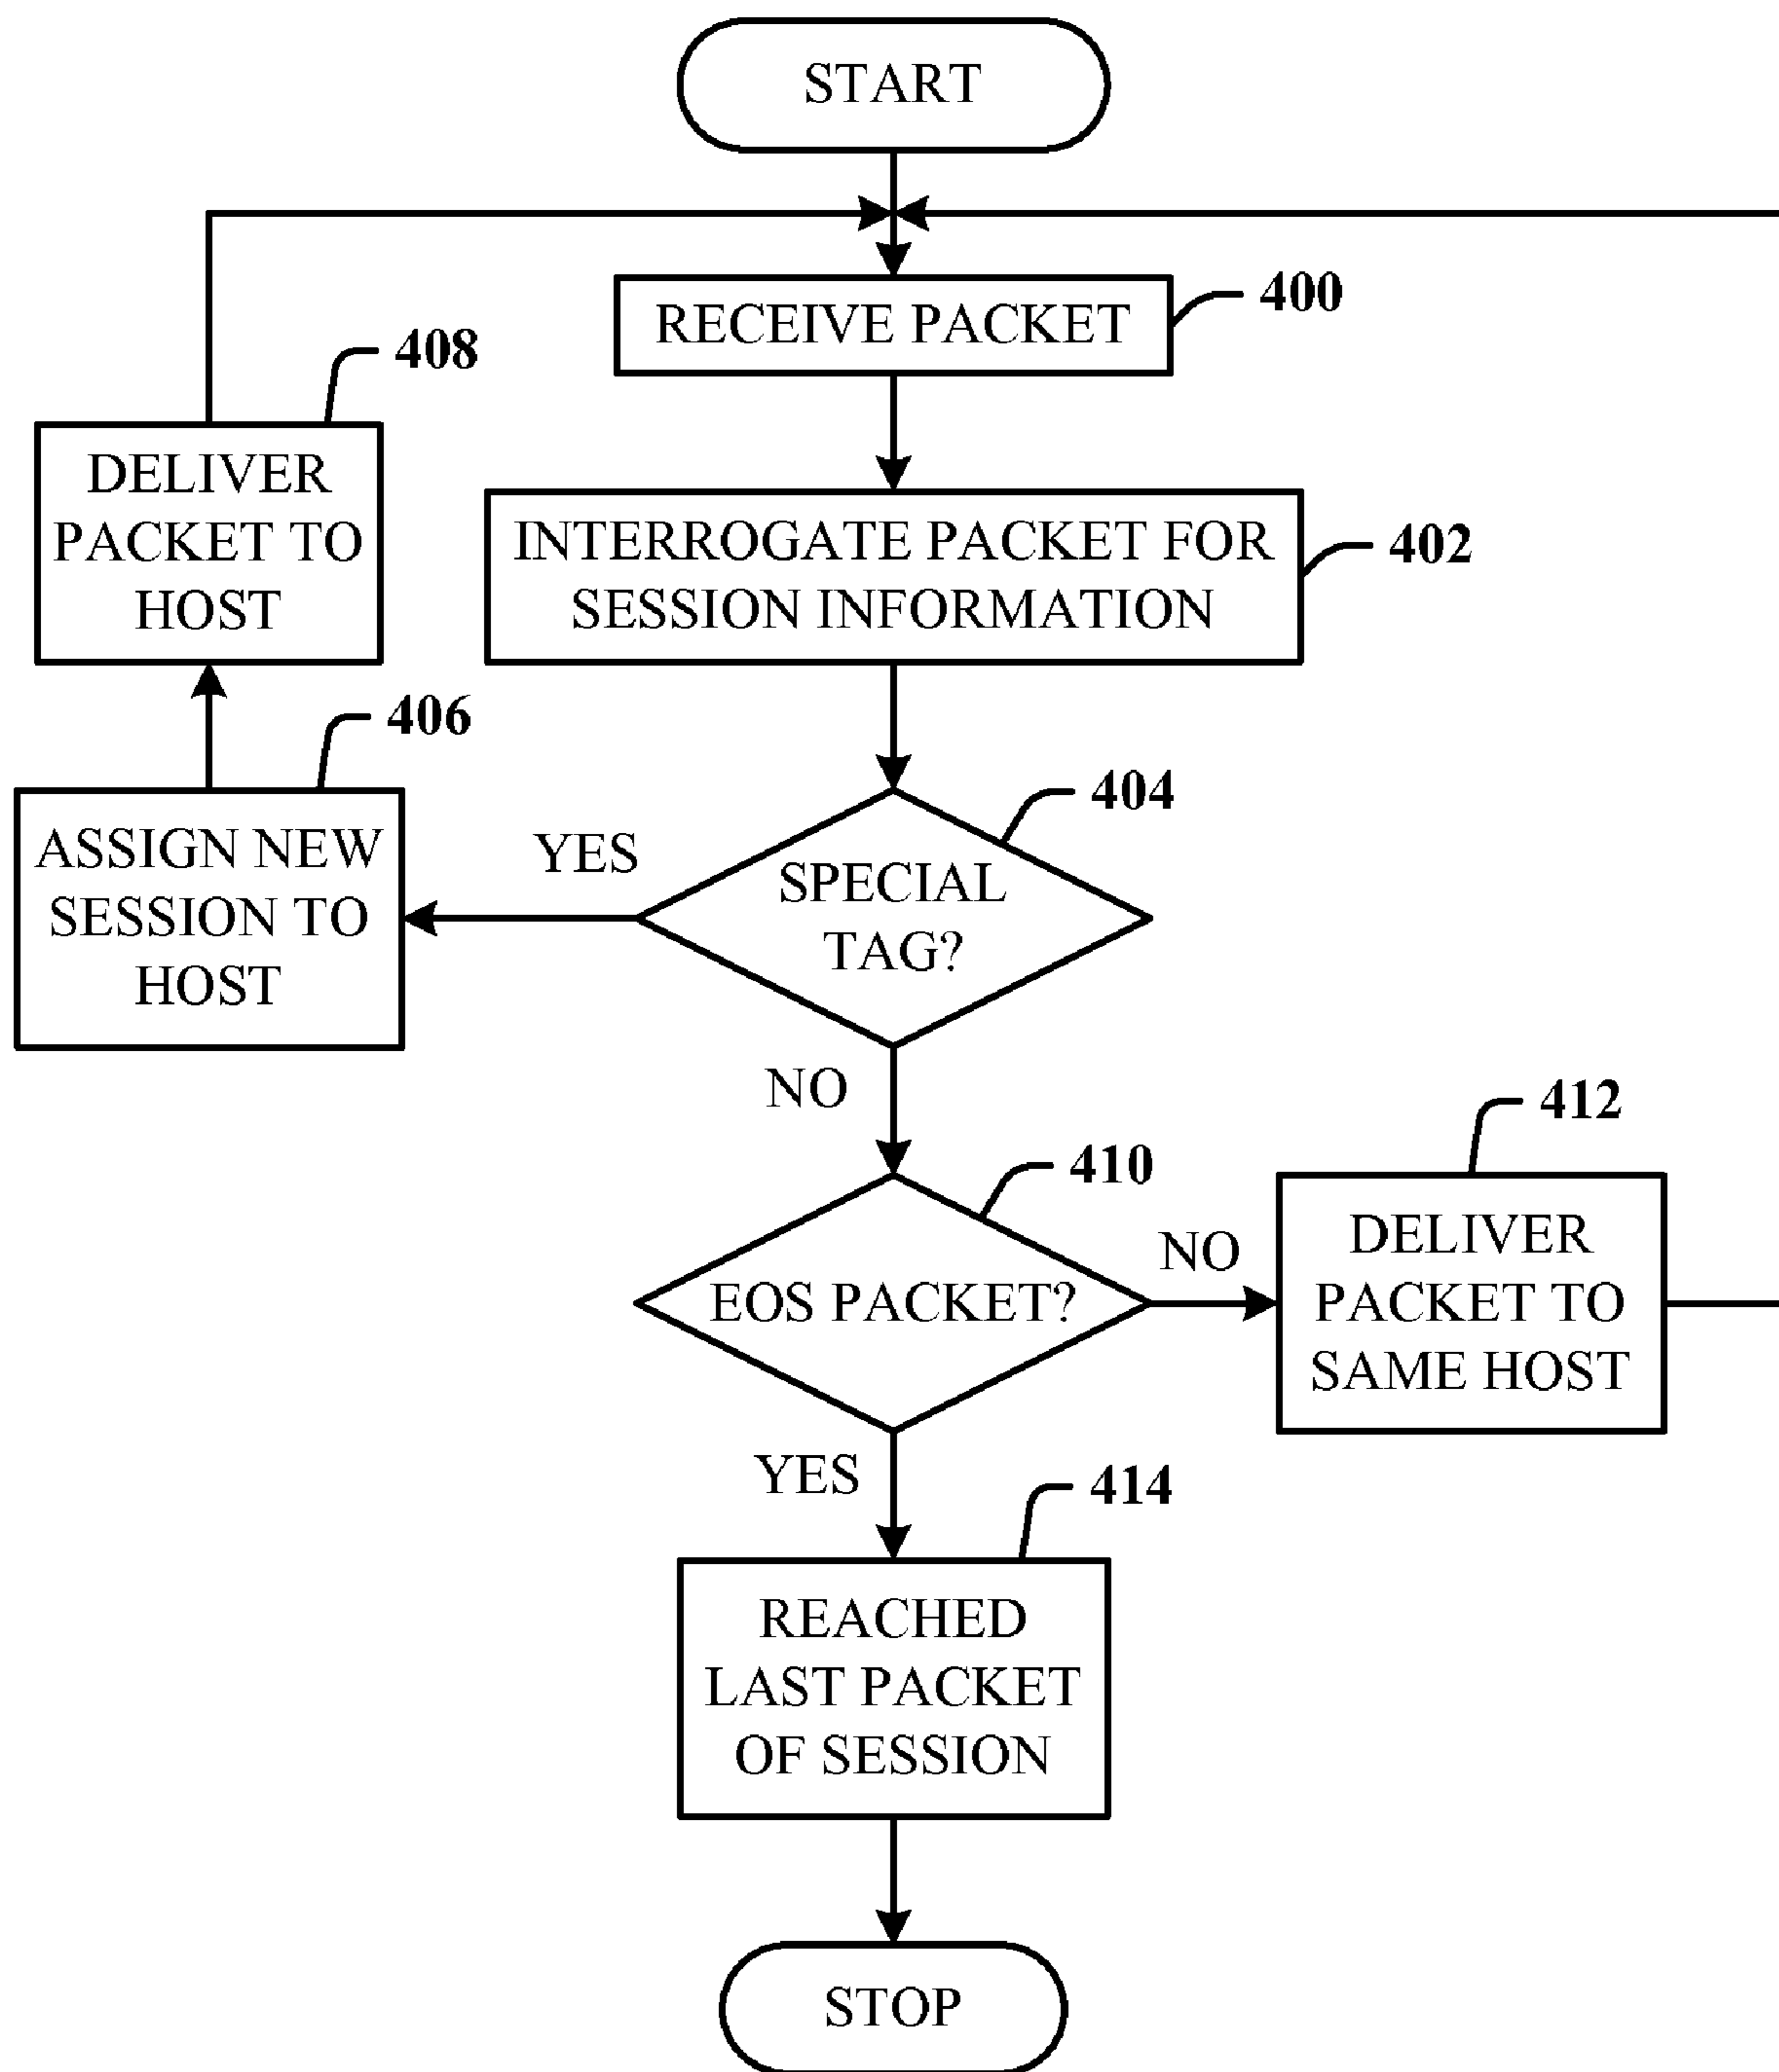 START
RECEIVE PACKET
400
408
DELIVER
PACKET TO
HOST
INTERROGATE PACKET FOR
SESSION INFORMATION
402
406
ASSIGN NEW
SESSION TO
HOST
404
YES
SPECIAL
TAG?
NO
410
EOS PACKET?
NO
412
DELIVER
PACKET TO
SAME HOST
YES
414
REACHED
LAST PACKET
OF SESSION
STOP